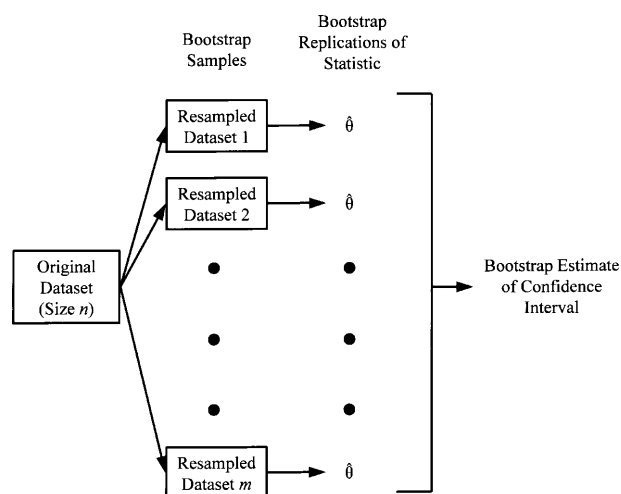 Bootstrap
Samples
Bootstrap
Replications of
Statistic
Resampled
Dataset 1
θ̂
Resampled
Dataset 2
θ̂
Original
Dataset
(Size n)
Bootstrap Estimate
of Confidence
Interval
Resampled
Dataset m
θ̂